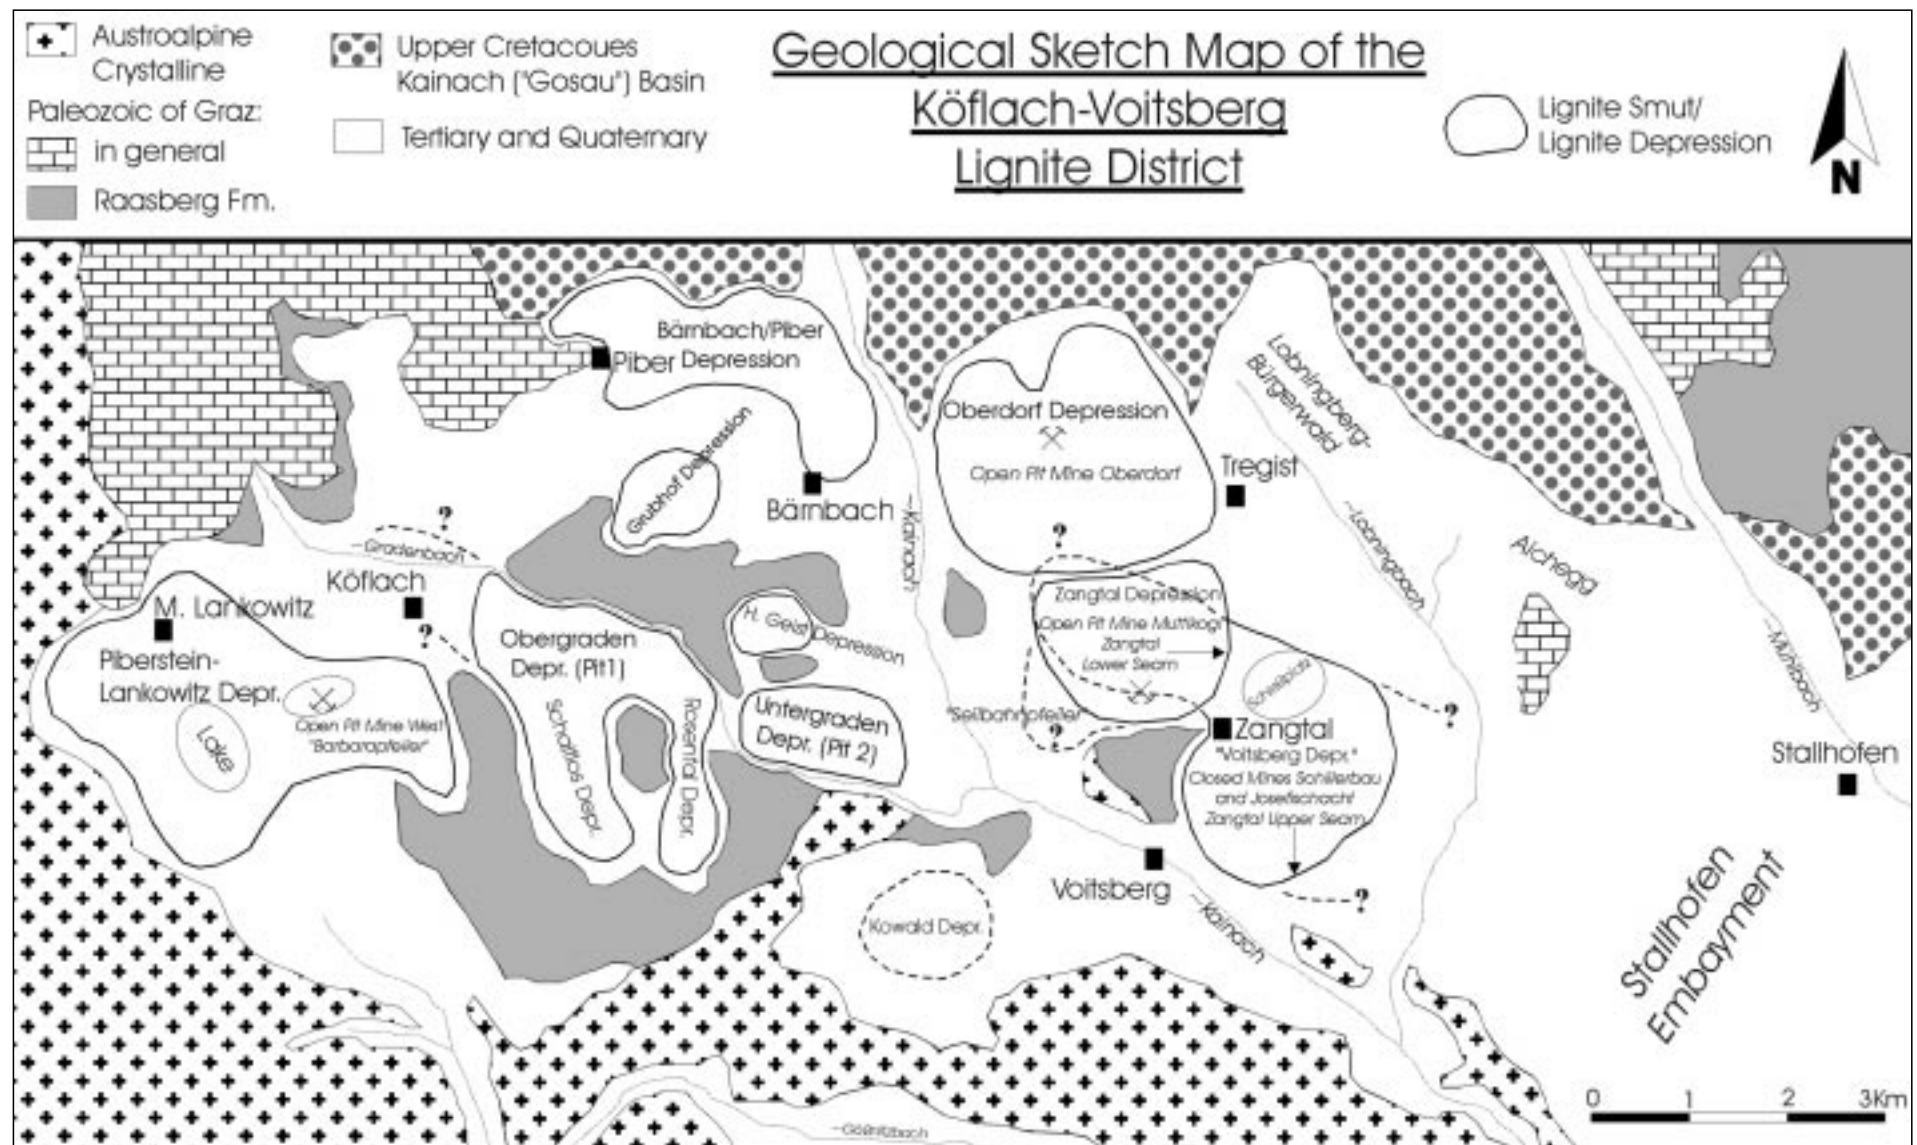 Austroalpine
Crystalline
Paleozoic of Graz:
in general
Raasberg Fm.
Upper Cretacoues
Kainach ("Gosau") Basin
Tertiary and Quaternary
Geological Sketch Map of the
Köflach-Voitsberg
Lignite District
Lignite Smut/
Lignite Depression
N
Bärnbach/Piber
Depression
Piber
Grubhof Depression
Bärnbach
Kainach
Oberdorf Depression
Open Pit Mine Oberdorf
Tregist
Lobningberg-
Bürgerwald
Lobningbach
Aichegg
Mühlbach
Stallhofen
?
Gradenbach
Köflach
?
M. Lankowitz
Piberstein-
Lankowitz Depr.
Open Pit Mine West
"Barbarapfeiler"
Lake
Obergraden
Depr. (Pit1)
Schafflos Depr.
Rosental Depr.
H. Geist Depression
Untergraden
Depr. (Pit 2)
?
Zangtal Depression
Open Pit Mine Muttkogl
Zangtal
Lower Seam
"Seilbahnpfeiler"
?
?
Zangtal
"Voitsberg Depr."
Closed Mines Schillerbau
and Josefischacht
Zangtal Upper Seam
?
Voitsberg
Kainach
Kowald Depr.
Stallhofen
Embayment
Gößnitzbach
0 1 2 3Km